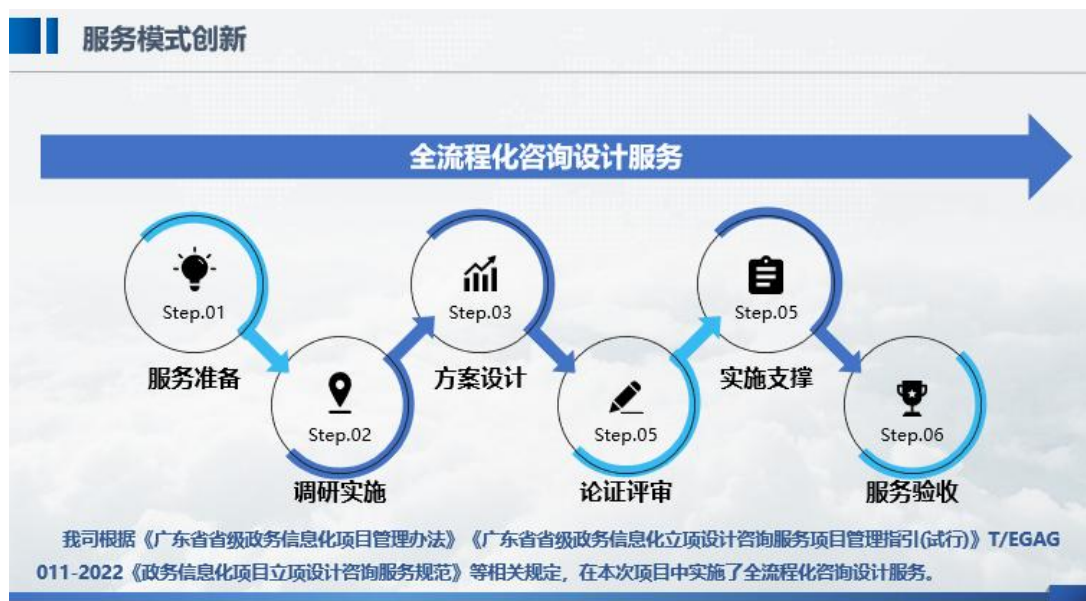 服务模式创新
全流程化咨询设计服务
Step.01
服务准备
Step.02
调研实施
Step.03
方案设计
Step.05
论证评审
Step.05
实施支撑
Step.06
服务验收
我司根据《广东省省级政务信息化项目管理办法》《广东省省级政务信息化立项设计咨询服务项目管理指引(试行)》T/EGAG
011-2022《政务信息化项目立项设计咨询服务规范》等相关规定，在本次项目中实施了全流程化咨询设计服务。